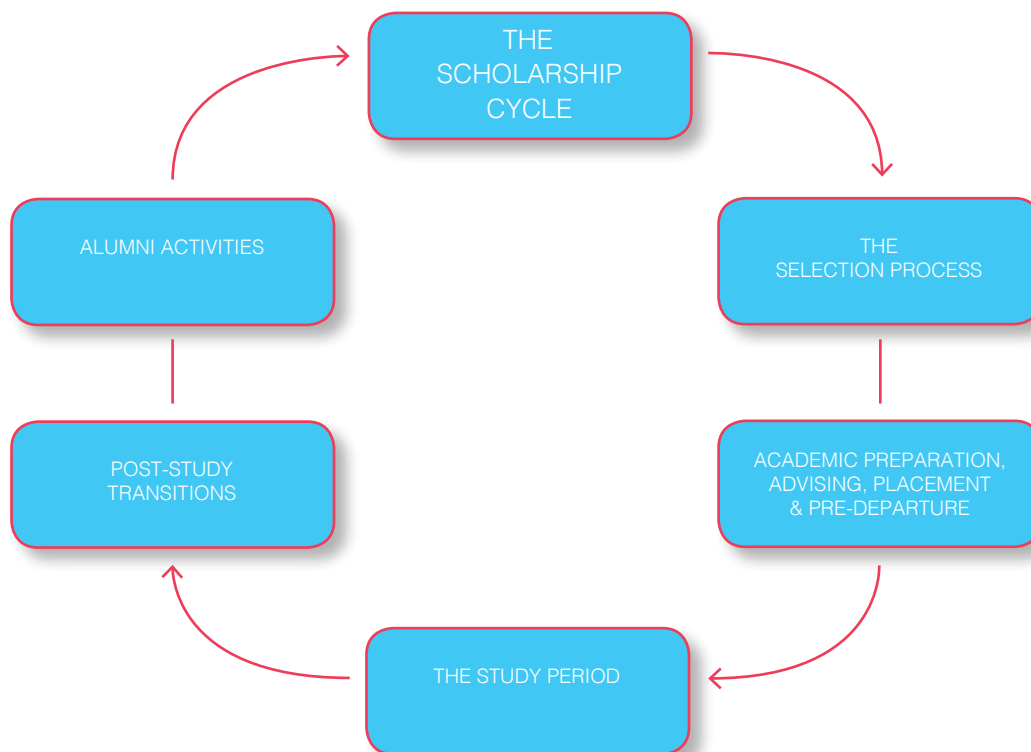 THE
SCHOLARSHIP
CYCLE
ALUMNI ACTIVITIES
THE
SELECTION PROCESS
POST-STUDY
TRANSITIONS
ACADEMIC PREPARATION,
ADVISING, PLACEMENT
& PRE-DEPARTURE
THE STUDY PERIOD